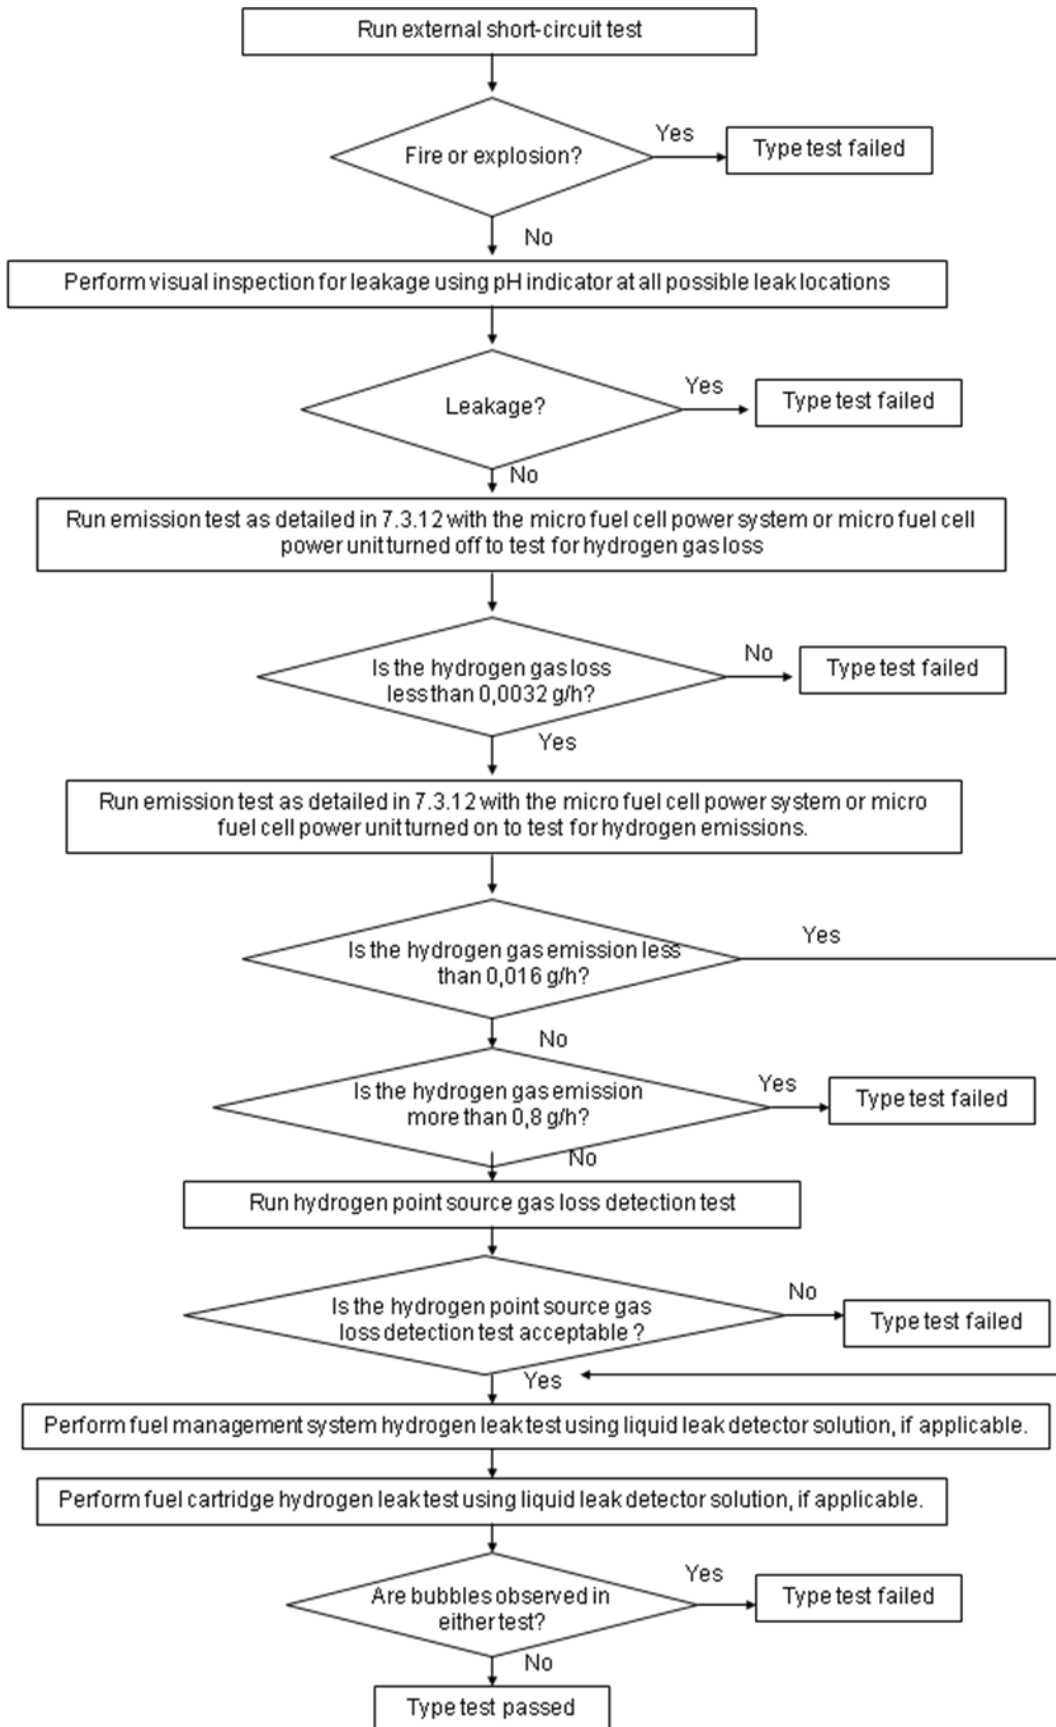 Run external short-circuit test
Yes
Fire or explosion?
Type test failed
No
Perform visual inspection for leakage using pH indicator at all possible leak locations
Yes
Leakage?
Type test failed
No
Run emission test as detailed in 7.3.12 with the micro fuel cell power system or micro fuel cell
power unit turned off to test for hydrogen gas loss
No
Is the hydrogen gas loss
less than 0,0032 g/h?
Type test failed
Yes
Run emission test as detailed in 7.3.12 with the micro fuel cell power system or micro
fuel cell power unit turned on to test for hydrogen emissions.
Yes
Is the hydrogen gas emission less
than 0,016 g/h?
No
Yes
Is the hydrogen gas emission
more than 0,8 g/h?
Type test failed
No
Run hydrogen point source gas loss detection test
No
Is the hydrogen point source gas
loss detection test acceptable ?
Type test failed
Yes
Perform fuel management system hydrogen leak test using liquid leak detector solution, if applicable.
Perform fuel cartridge hydrogen leak test using liquid leak detector solution, if applicable.
Yes
Are bubbles observed in
either test?
Type test failed
No
Type test passed